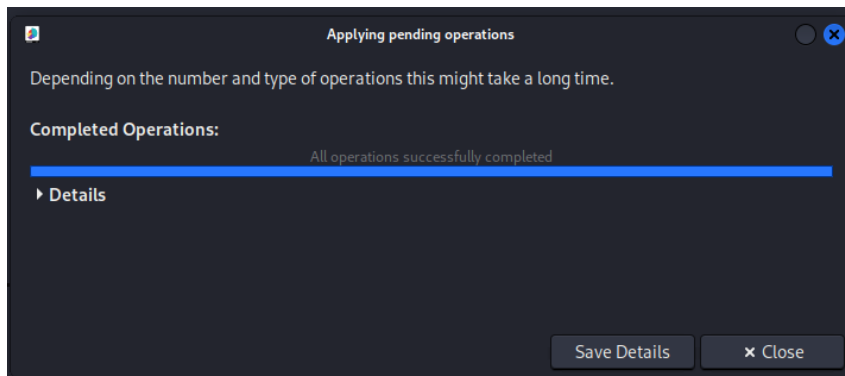 Applying pending operations
Depending on the number and type of operations this might take a long time.
Completed Operations:
All operations successfully completed
Details
Save Details
Close